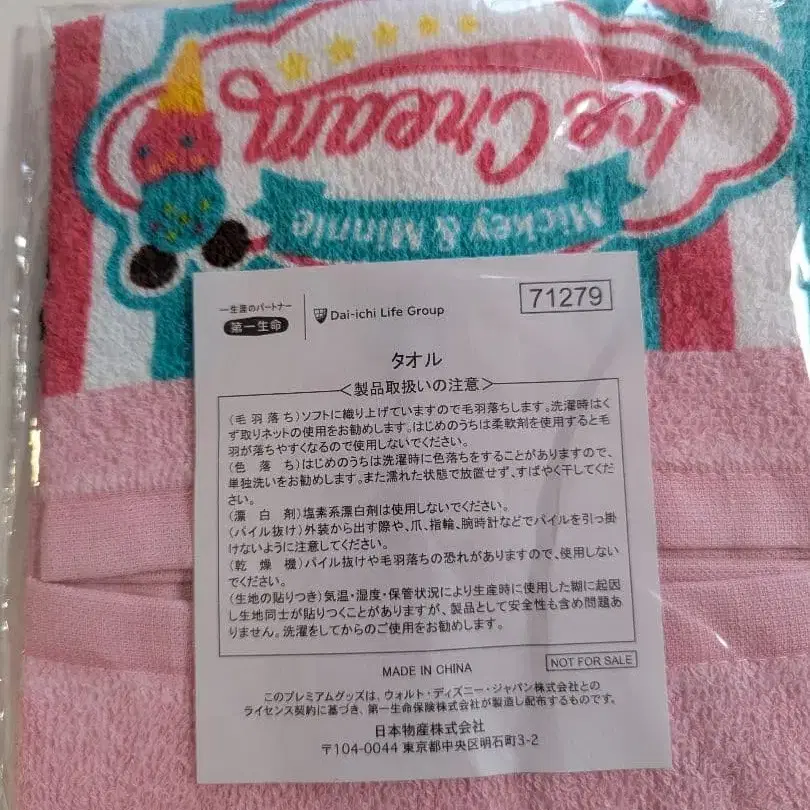 Ice Cream
Mickey & Minnie
一生涯のパートナー
第一生命
Dai-ichi Life Group
71279
タオル
<製品取扱いの注意>
(毛羽落ち)ソフトに織り上げていますので毛羽落ちします。洗濯時はく
ず取りネットの使用をお勧めします。はじめのうちは柔軟剤を使用すると毛
羽が落ちやすくなるので使用しないでください。
(色落ち)はじめのうちは洗濯時に色落ちをすることがありますので、
単独洗いをお勧めします。また濡れた状態で放置せず、すばやく干してくだ
さい。
(漂白剤)塩素系漂白剤は使用しないでください。
(パイル抜け)外装から出す際や、爪、指輪、腕時計などでパイルを引っ掛
けないように注意してください。
(乾燥機)パイル抜けや毛羽落ちの恐れがありますので、使用しない
でください。
(生地の貼りつき)気温・湿度・保管状況により生産時に使用した糊に起因
し生地同士が貼りつくことがありますが、製品として安全性も含め問題あ
りません。洗濯をしてからのご使用をお勧めします。
MADE IN CHINA
NOT FOR SALE
このプレミアムグッズは、ウォルト・ディズニー・ジャパン株式会社との
ライセンス契約に基づき、第一生命保険株式会社が製造し配布するものです。
日本物産株式会社
〒104-0044 東京都中央区明石町3-2